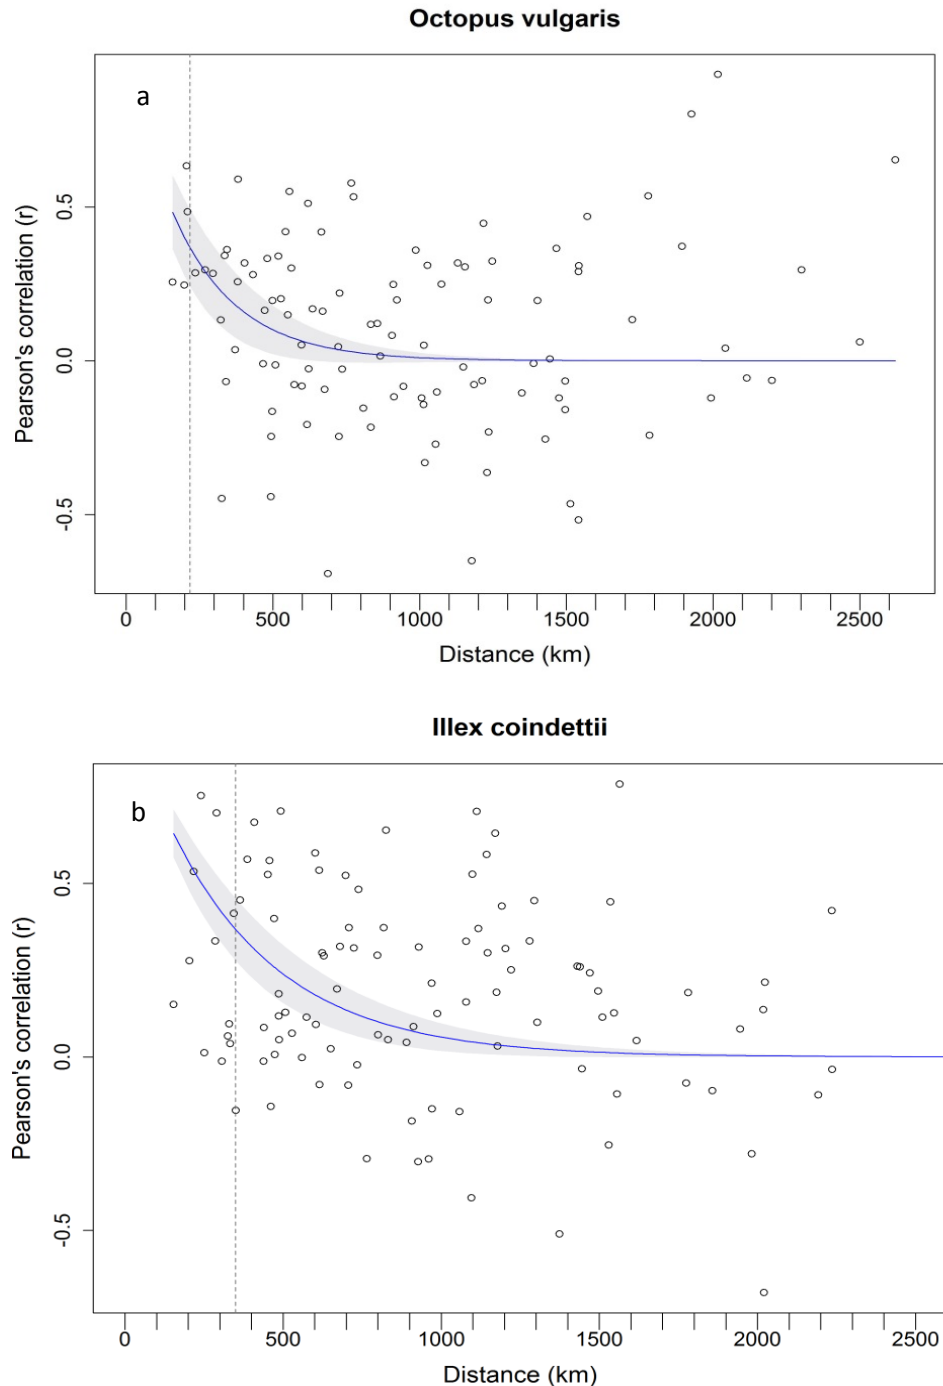 Octopus vulgaris
a
0.5
0.0
-0.5
Pearson's correlation (r)
0 500 1000 1500 2000 2500
Distance (km)
Illex coindettii
b
0.5
0.0
-0.5
Pearson's correlation (r)
0 500 1000 1500 2000 2500
Distance (km)